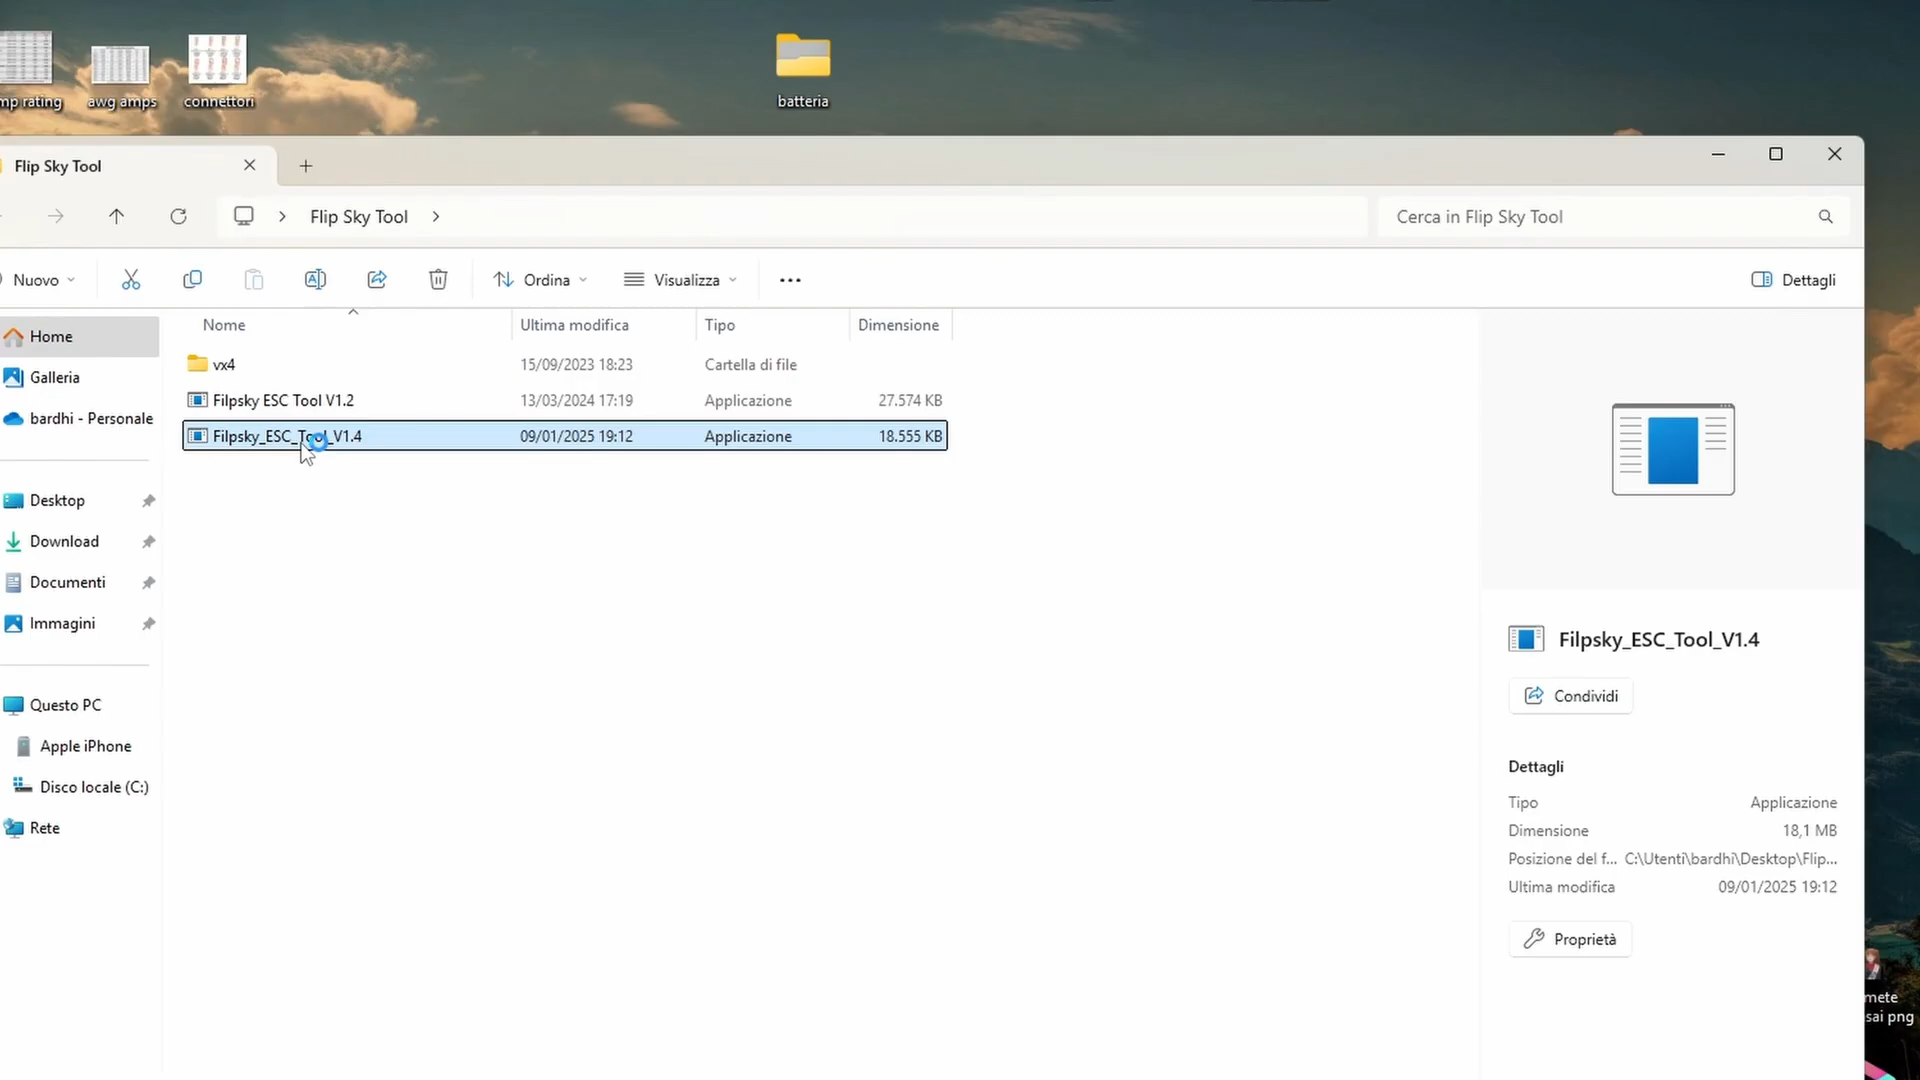 mp rating
awg amps
connettori
batteria
Flip Sky Tool
Flip Sky Tool
Cerca in Flip Sky Tool
Nuovo
Ordina
Visualizza
Dettagli
Nome
Ultima modifica
Tipo
Dimensione
Home
vx4
15/09/2023 18:23
Cartella di file
Galleria
Filpsky ESC Tool V1.2
13/03/2024 17:19
Applicazione
27.574 KB
bardhi - Personale
Filpsky_ESC_Tool_V1.4
09/01/2025 19:12
Applicazione
18.555 KB
Desktop
Download
Documenti
Immagini
Questo PC
Apple iPhone
Disco locale (C:)
Rete
Filpsky_ESC_Tool_V1.4
Condividi
Dettagli
Tipo
Applicazione
Dimensione
18,1 MB
Posizione del f...
C:\Utenti\bardhi\Desktop\Flip...
Ultima modifica
09/01/2025 19:12
Proprietà
mete
sai png